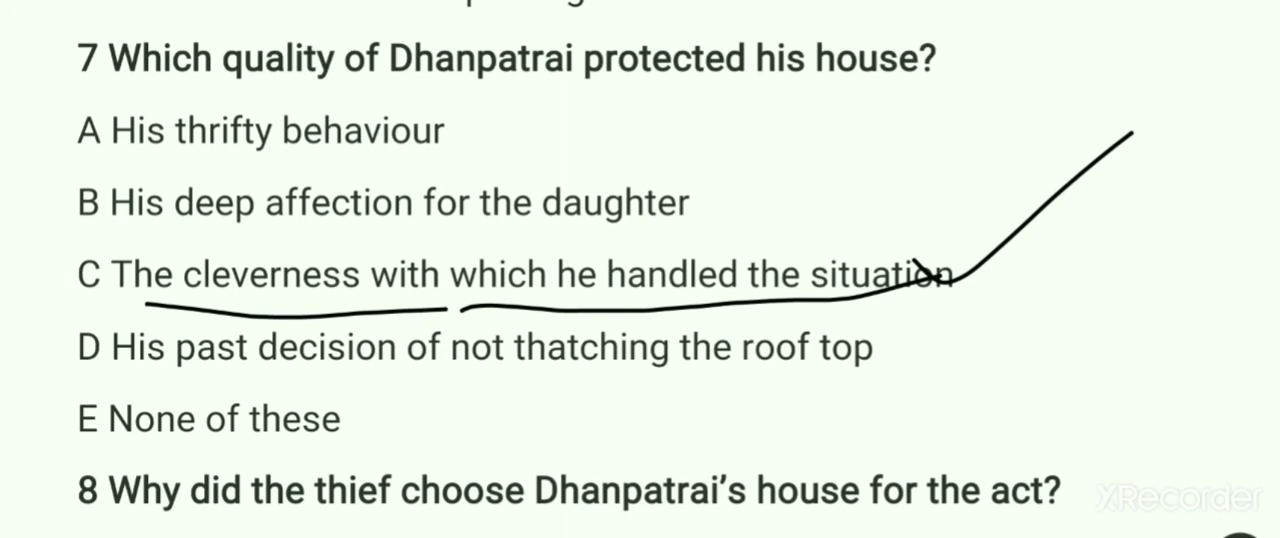 7 Which quality of Dhanpatrai protected his house?
A His thrifty behaviour
B His deep affection for the daughter
C The cleverness with which he handled the situation
D His past decision of not thatching the roof top
E None of these
8 Why did the thief choose Dhanpatrai's house for the act?
XRecorder